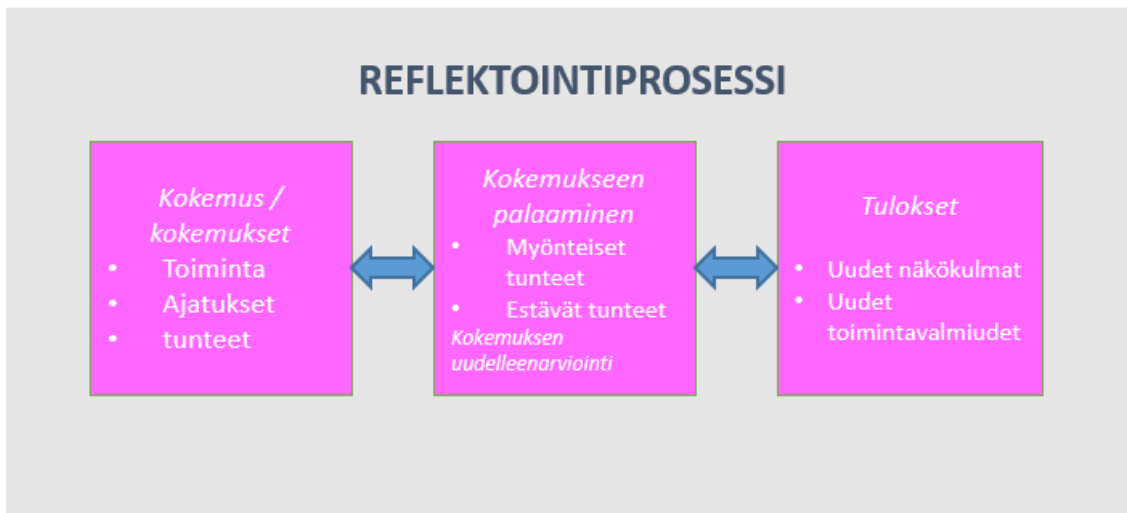 REFLEKTOINTIPROSESSI
Kokemus /
kokemukset
• Toiminta
• Ajatukset
• tunteet
Kokemukseen
palaaminen
• Myönteiset
tunteet
• Estävät tunteet
Kokemuksen
uudelleenarviointi
Tulokset
• Uudet näkökulmat
• Uudet
toimintavalmiudet